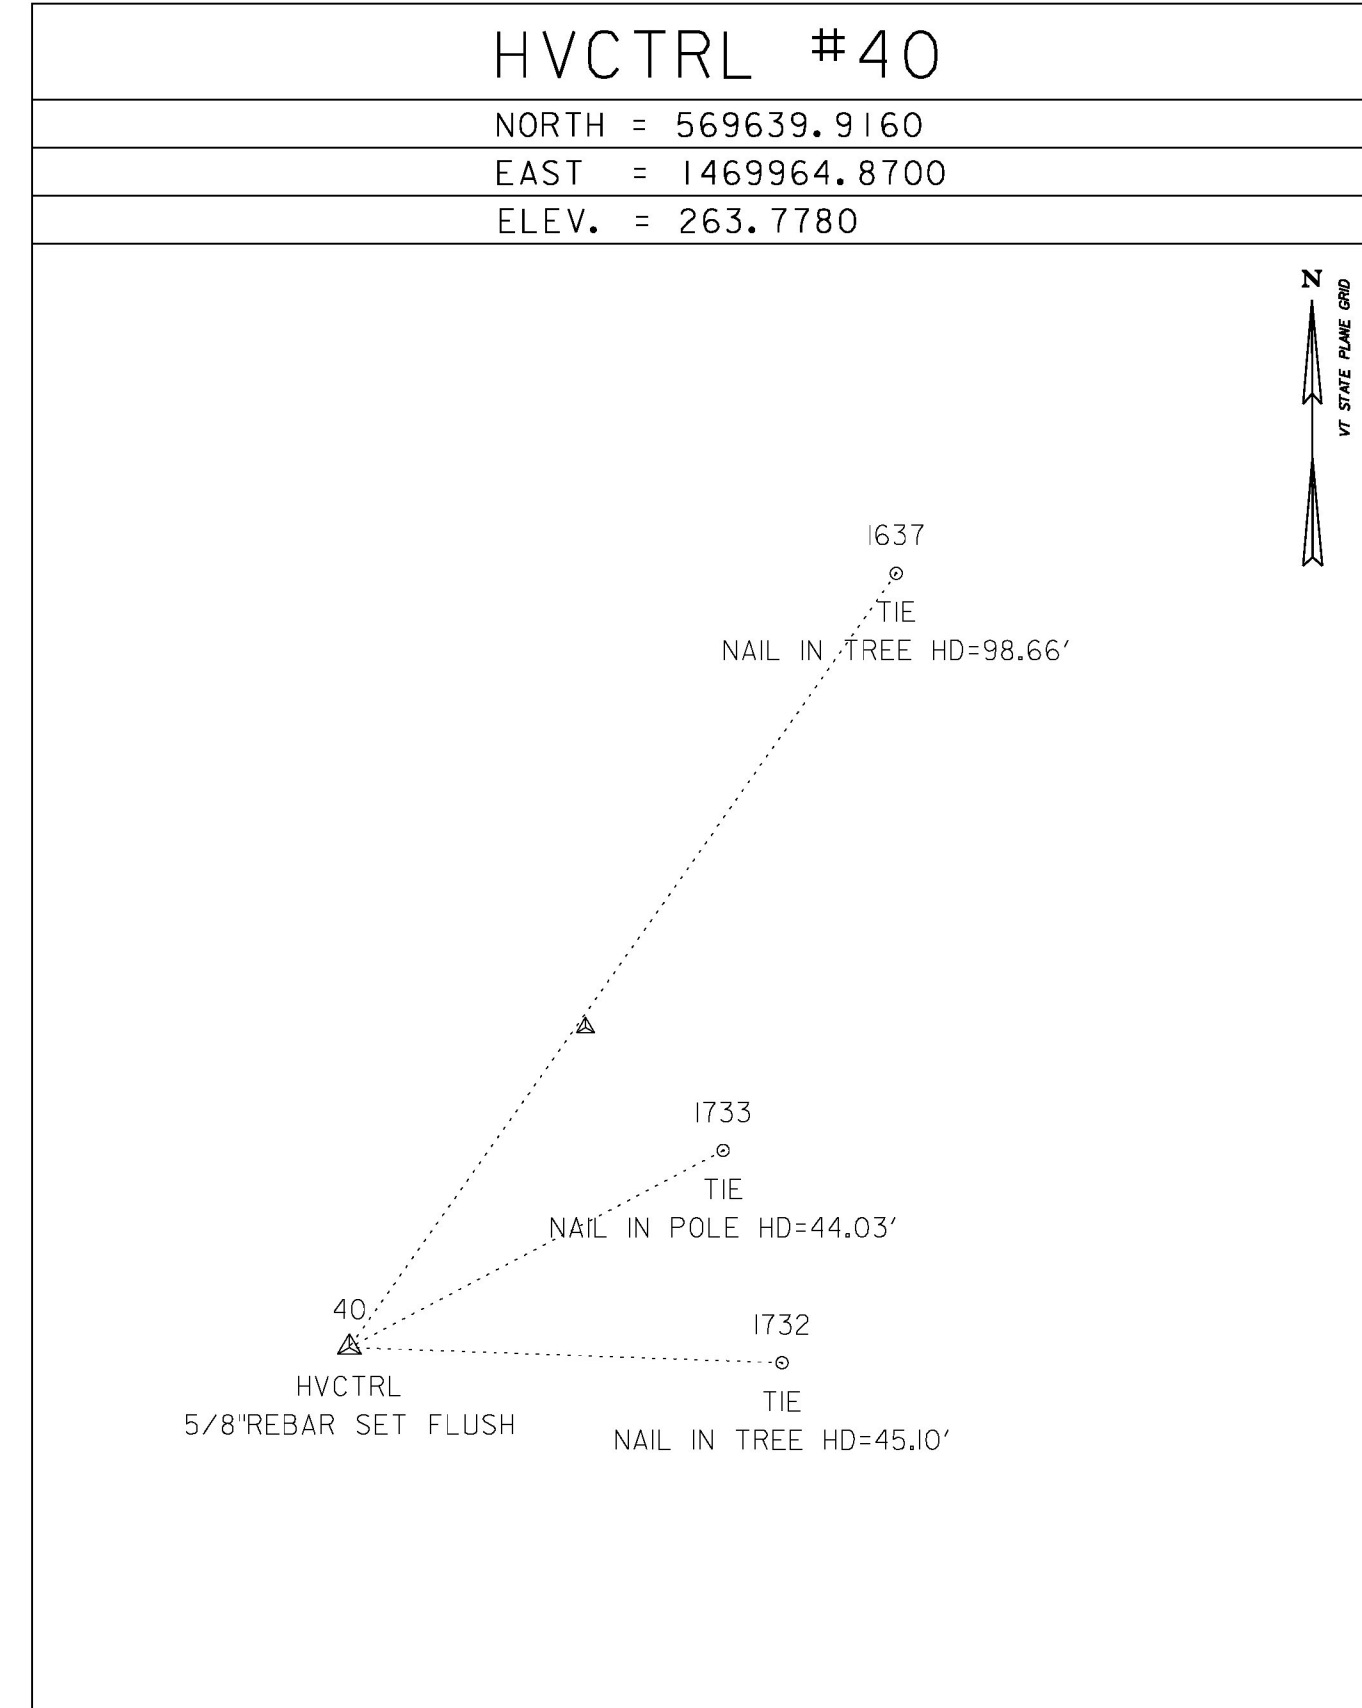 HVCTRL #40
NORTH = 569639.9160
EAST = 1469964.8700
ELEV. = 263.7780
N
VT STATE PLANE GRID
1637
TIE
NAIL IN TREE HD=98.66'
1733
TIE
NAIL IN POLE HD=44.03'
40
HVCTRL
5/8"REBAR SET FLUSH
1732
TIE
NAIL IN TREE HD=45.10'